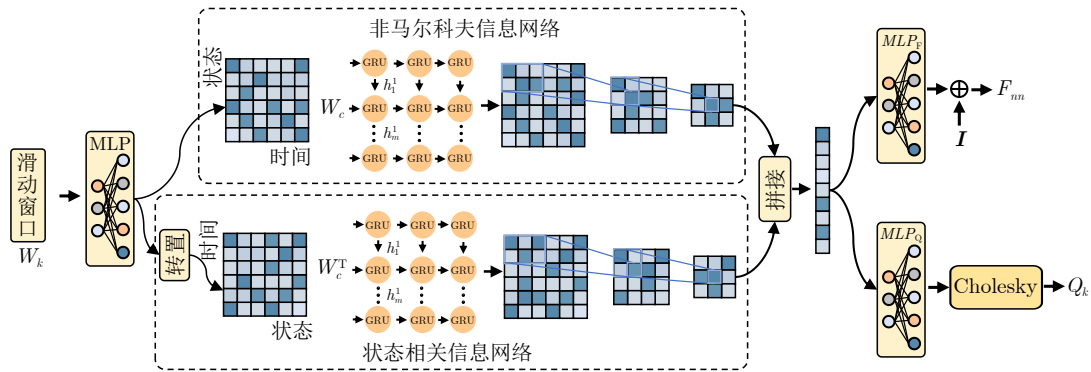 滑动窗口
W_k
MLP
转置
非马尔科夫信息网络
状态
时间
W_c
GRU GRU GRU
h_1^1
GRU GRU GRU
h_m^1
GRU GRU GRU
时间
状态
W_c^T
GRU GRU GRU
h_1^1
GRU GRU GRU
h_m^1
GRU GRU GRU
状态相关信息网络
拼接
MLP_F
I
F_{nn}
MLP_Q
Cholesky
Q_k